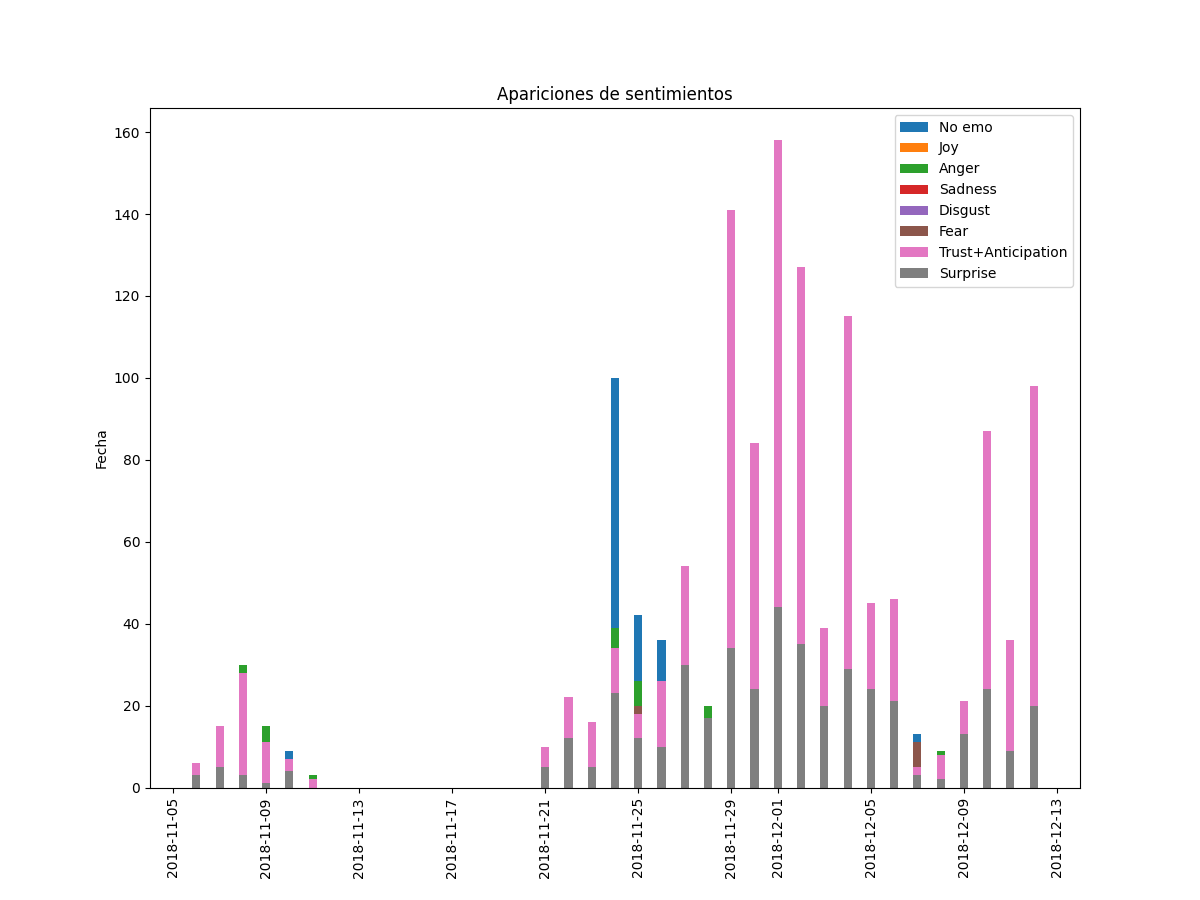 Apariciones de sentimientos
No emo
Joy
Anger
Sadness
Disgust
Fear
Trust+Anticipation
Surprise
Fecha
160
140
120
100
80
60
40
20
0
2018-11-05
2018-11-09
2018-11-13
2018-11-17
2018-11-21
2018-11-25
2018-11-29
2018-12-01
2018-12-05
2018-12-09
2018-12-13